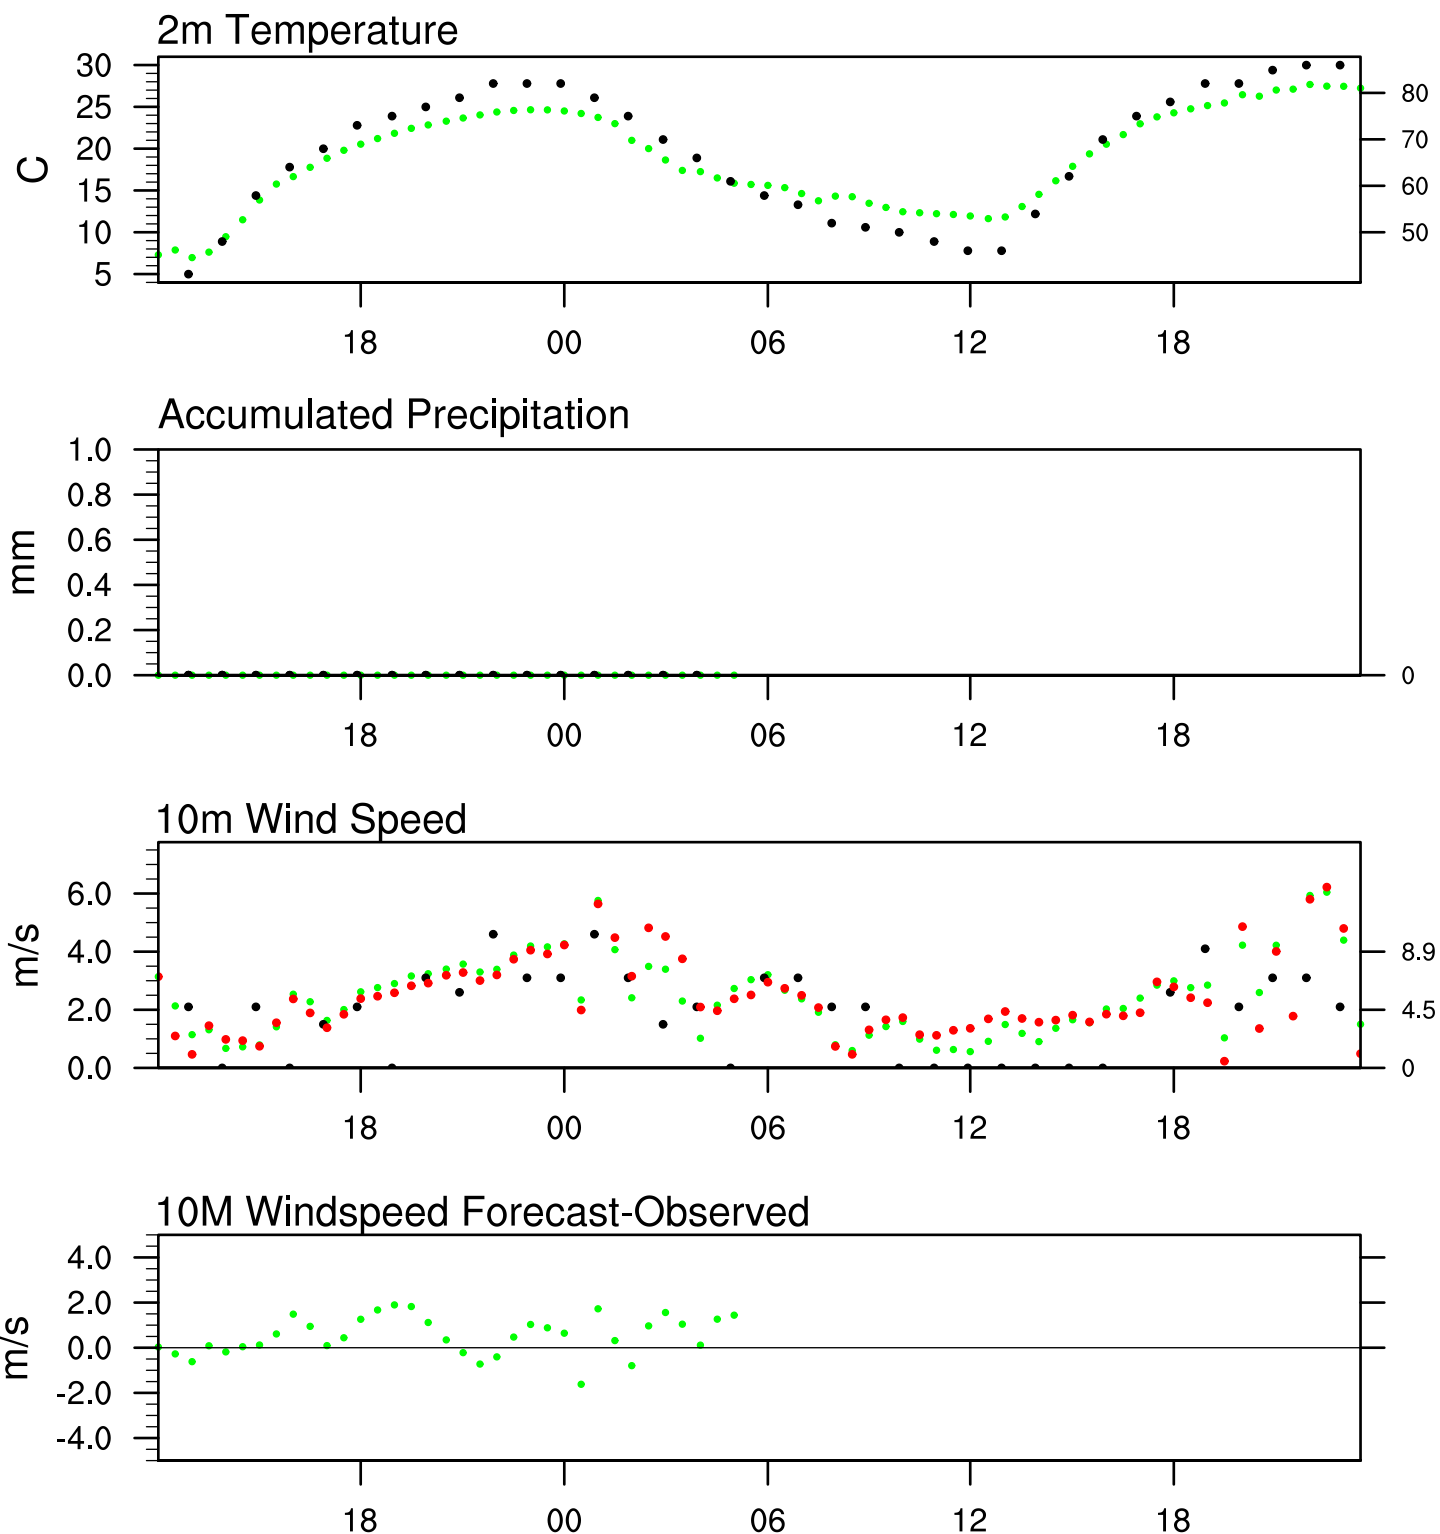 2m Temperature
30
25
20
15
10
5
C
80
70
60
50
18 00 06 12 18
Accumulated Precipitation
1.0
0.8
0.6
0.4
0.2
0.0
mm
0
18 00 06 12 18
10m Wind Speed
6.0
4.0
2.0
0.0
m/s
8.9
4.5
0
18 00 06 12 18
10M Windspeed Forecast-Observed
4.0
2.0
0.0
-2.0
-4.0
m/s
18 00 06 12 18